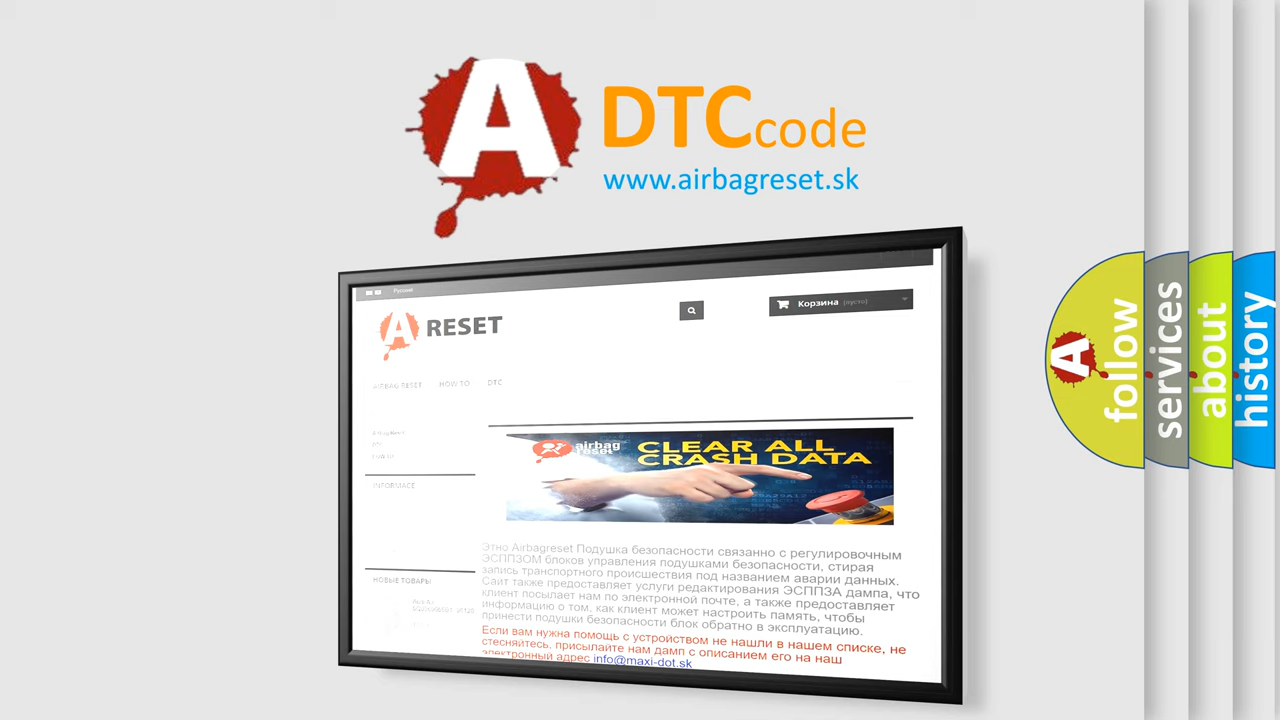 A DTC code
www.airbagreset.sk
Русский
A RESET
Корзина (пусто)
AIRBAG RESET HOW TO DTC
INFORMACE
airbag
reset
CLEAR ALL
CRASH DATA
Этно Airbagreset Подушка безопасности связанно с регулировочным
ЭСППЗОМ блоков управления подушками безопасности, стирая
запись транспортного происшествия под названием аварии данных.
Сайт также предоставляет услуги редактирования ЭСППЗА дампа, что
клиент посылает нам по электронной почте, а также предоставляет
информацию о том, как клиент может настроить память, чтобы
принести подушки безопасности блок обратно в эксплуатацию.
Если вам нужна помощь с устройством не нашли в нашем списке, не
стесняйтесь, присылайте нам дамп с описанием его на наш
электронный адрес info@maxi-dot.sk
НОВЫЕ ТОВАРЫ
A follow
services
about
history